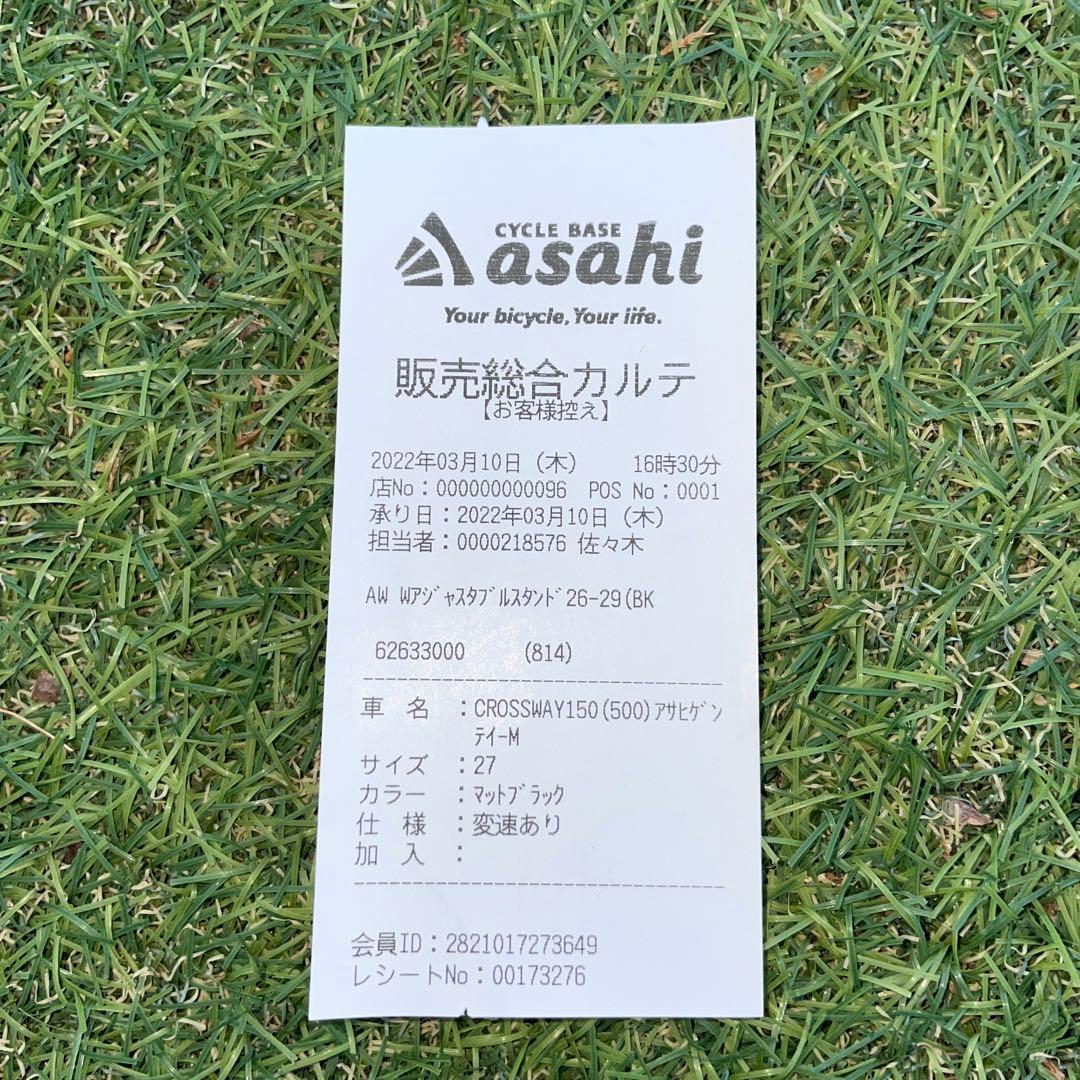 CYCLE BASE
asahi
Your bicycle, Your life.
販売総合カルテ
【お客様控え】
2022年03月10日（木） 16時30分
店No：000000000096 POS No：0001
承り日：2022年03月10日（木）
担当者：0000218576 佐々木
AW Wｱｼﾞｬｽﾀﾌﾞﾙｽﾀﾝﾄﾞ26-29(BK
62633000 (814)
車 名 ：CROSSWAY150(500)ｱｻﾋｹﾞﾝ
ﾃｲｰM
サイズ ：27
カラー ：ﾏｯﾄﾌﾞﾗｯｸ
仕 様 ：変速あり
加 入 ：
会員ID：2821017273649
レシートNo：00173276